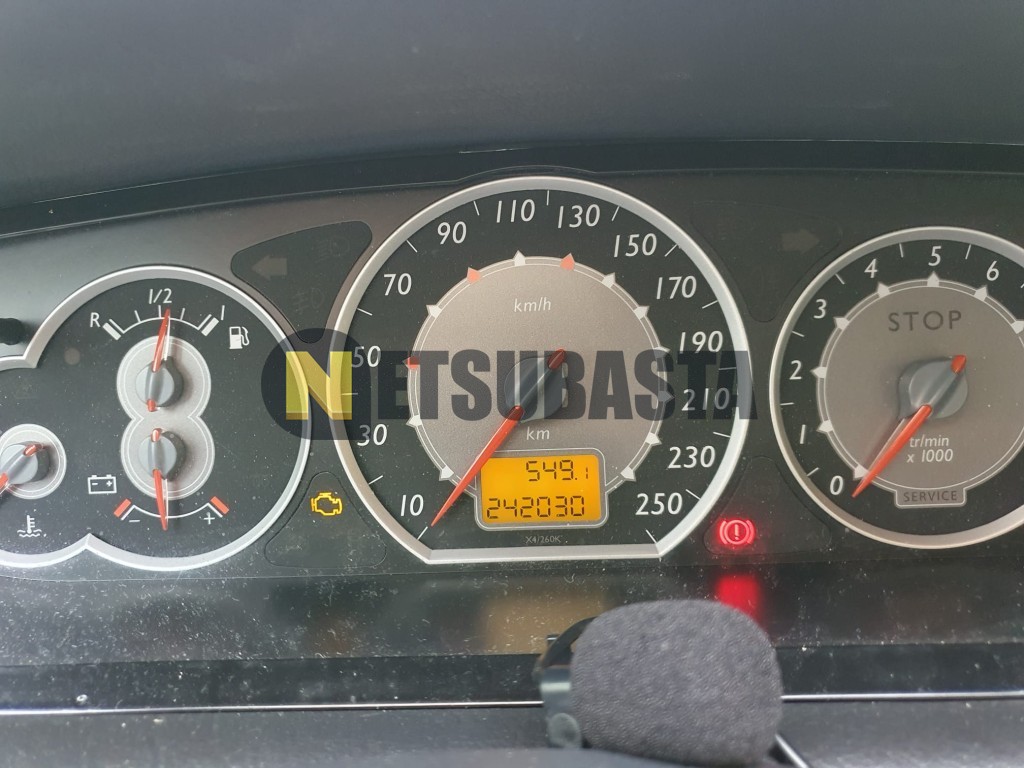 R 1/2 1
- +
10 30 50 70 90 110 130 150 170 190 210 230 250
km/h
km
549.1
242030
X4/260K
NETSUBASTA
0 1 2 3 4 5 6
STOP
tr/min
x 1000
SERVICE